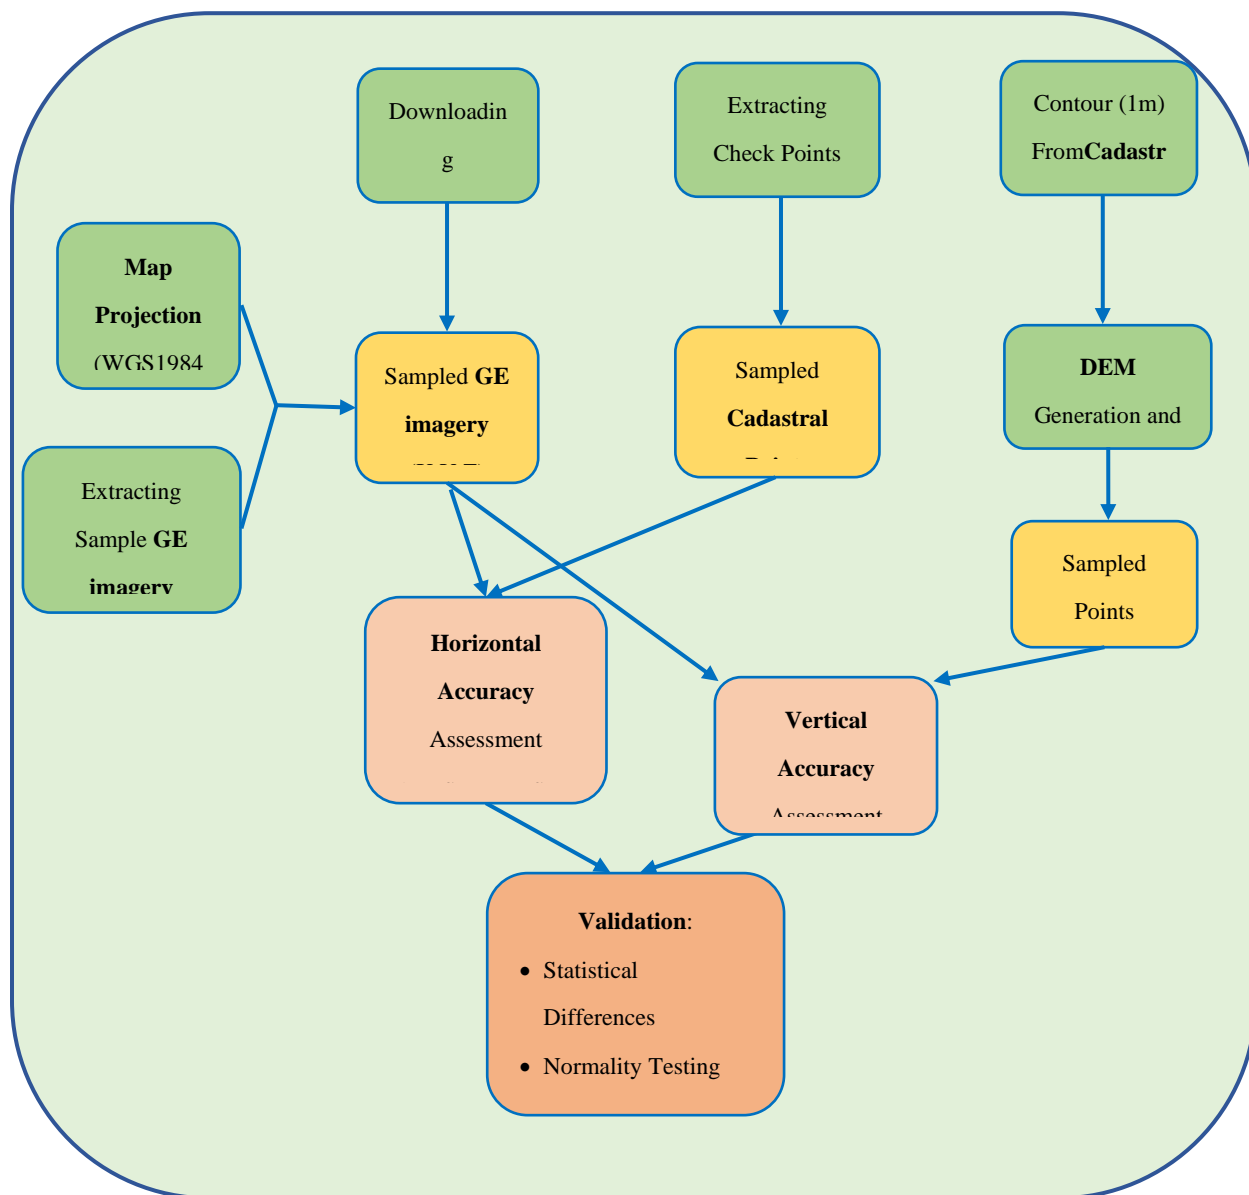 Downloadin
g
Extracting
Check Points
Contour (1m)
FromCadastr
Map
Projection
(WGS1984
Sampled GE
imagery
Sampled
Cadastral
DEM
Generation and
Extracting
Sample GE
imagery
Sampled
Points
Horizontal
Accuracy
Assessment
Vertical
Accuracy
Assessment
Validation:
• Statistical
Differences
• Normality Testing